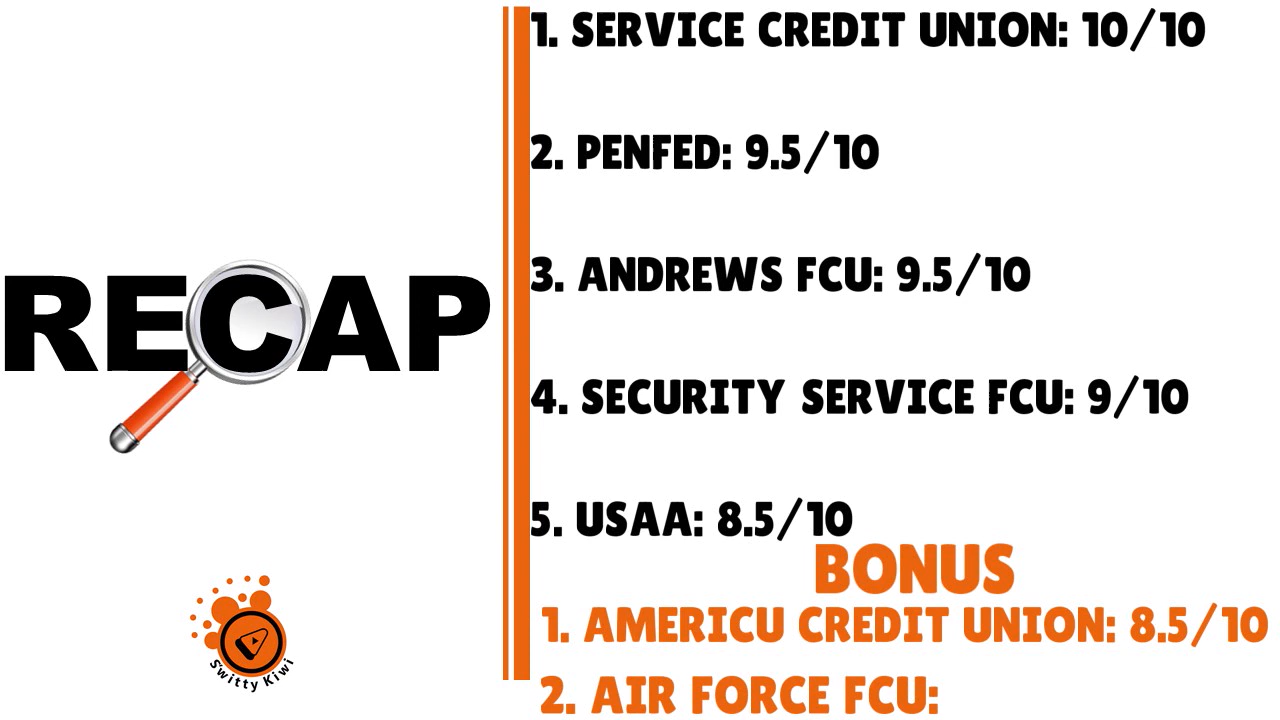 RECAP
Switty Kiwi
1. SERVICE CREDIT UNION: 10/10
2. PENFED: 9.5/10
3. ANDREWS FCU: 9.5/10
4. SECURITY SERVICE FCU: 9/10
5. USAA: 8.5/10
BONUS
1. AMERICU CREDIT UNION: 8.5/10
2. AIR FORCE FCU: